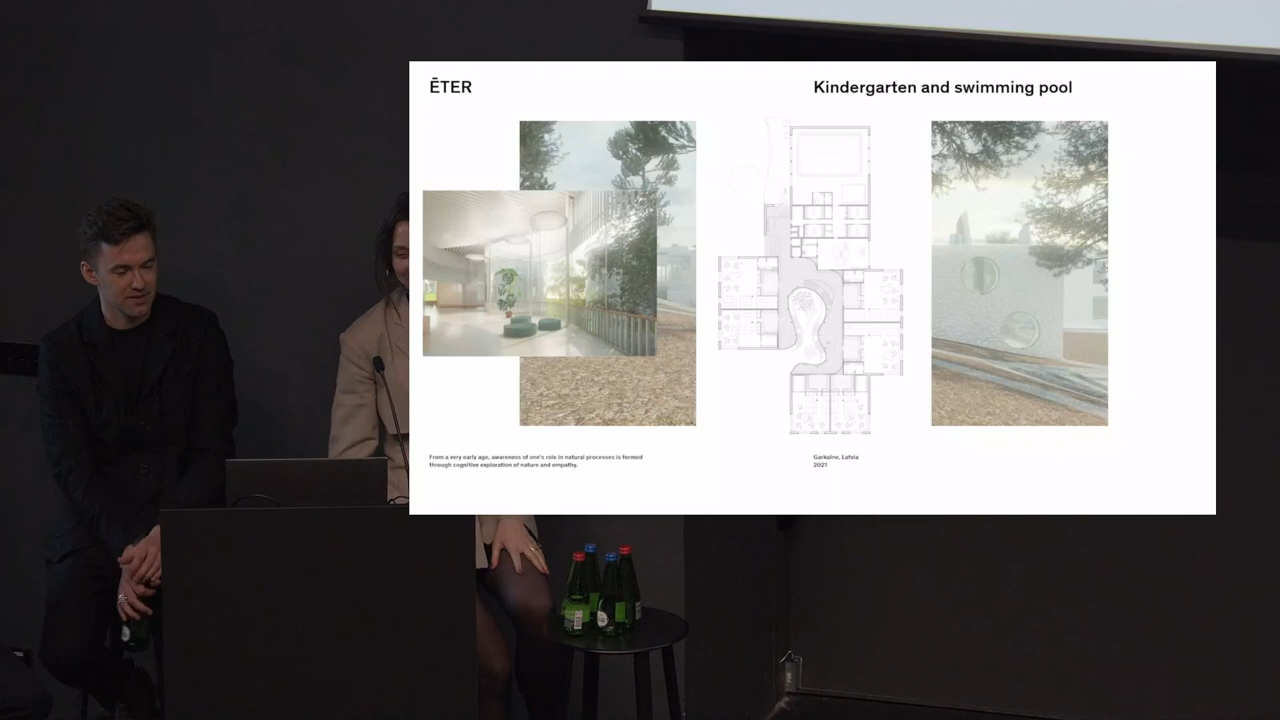 ĒTER
Kindergarten and swimming pool
From a very early age, awareness of one's role in natural processes is formed
through cognitive exploration of nature and empathy.
Garkalne, Latvia
2021